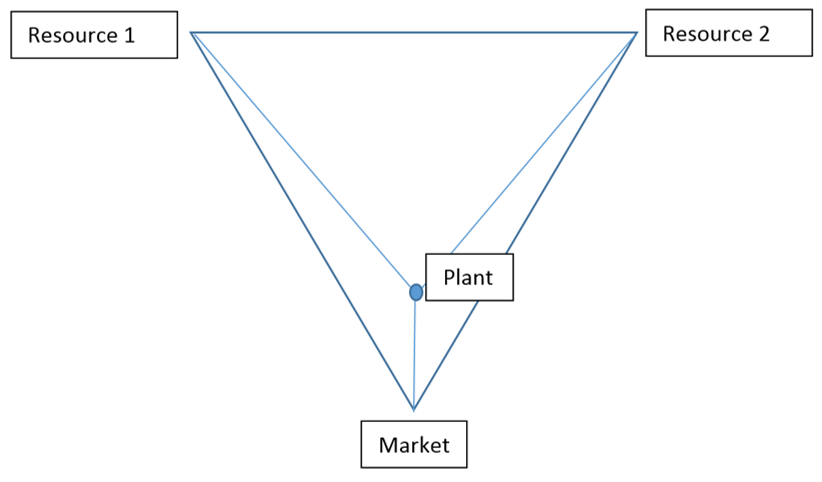 Resource 1
Resource 2
Plant
Market